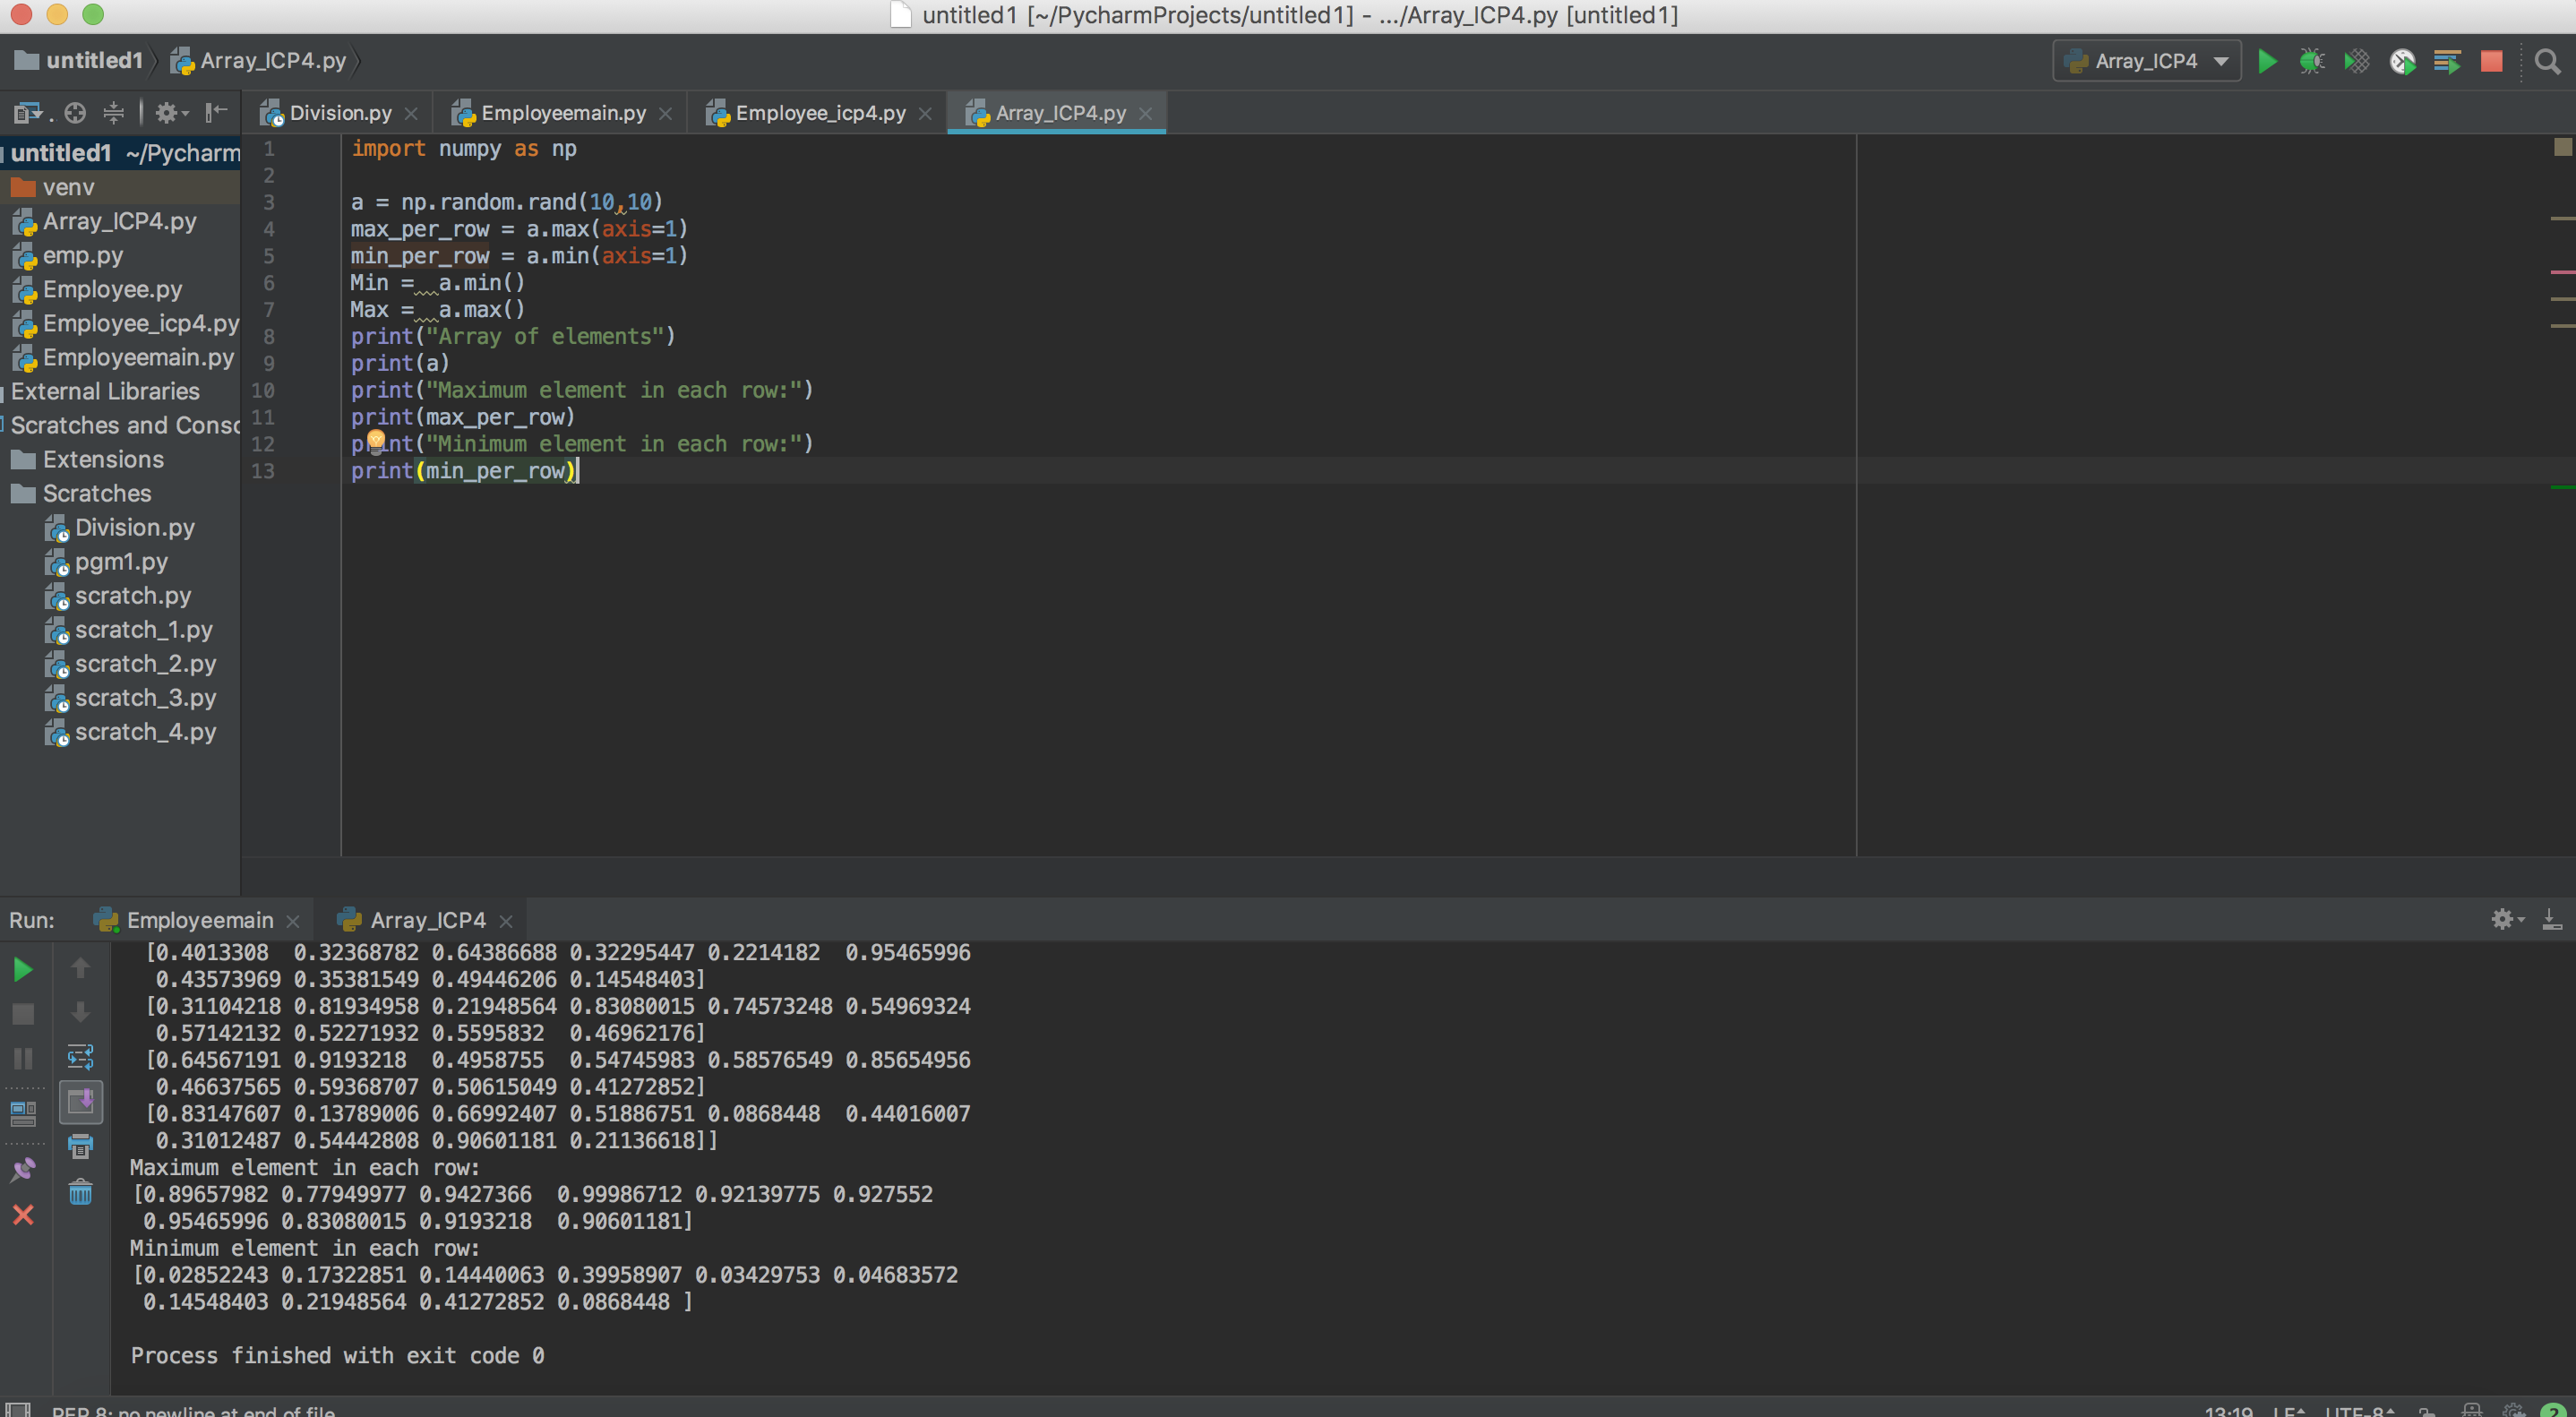 untitled1 [~/PycharmProjects/untitled1] - .../Array_ICP4.py [untitled1]
untitled1 Array_ICP4.py Array_ICP4
Division.py Employeemain.py Employee_icp4.py Array_ICP4.py
untitled1 ~/Pycharm
venv
Array_ICP4.py
emp.py
Employee.py
Employee_icp4.py
Employeemain.py
External Libraries
Scratches and Conso
Extensions
Scratches
Division.py
pgm1.py
scratch.py
scratch_1.py
scratch_2.py
scratch_3.py
scratch_4.py
1 import numpy as np
2
3 a = np.random.rand(10,10)
4 max_per_row = a.max(axis=1)
5 min_per_row = a.min(axis=1)
6 Min =  a.min()
7 Max =  a.max()
8 print("Array of elements")
9 print(a)
10 print("Maximum element in each row:")
11 print(max_per_row)
12 print("Minimum element in each row:")
13 print(min_per_row)
Run: Employeemain Array_ICP4
[0.4013308  0.32368782 0.64386688 0.32295447 0.2214182  0.95465996
0.43573969 0.35381549 0.49446206 0.14548403]
[0.31104218 0.81934958 0.21948564 0.83080015 0.74573248 0.54969324
0.57142132 0.52271932 0.5595832  0.46962176]
[0.64567191 0.9193218  0.4958755  0.54745983 0.58576549 0.85654956
0.46637565 0.59368707 0.50615049 0.41272852]
[0.83147607 0.13789006 0.66992407 0.51886751 0.0868448  0.44016007
0.31012487 0.54442808 0.90601181 0.21136618]]
Maximum element in each row:
[0.89657982 0.77949977 0.9427366  0.99986712 0.92139775 0.927552
0.95465996 0.83080015 0.9193218  0.90601181]
Minimum element in each row:
[0.02852243 0.17322851 0.14440063 0.39958907 0.03429753 0.04683572
0.14548403 0.21948564 0.41272852 0.0868448 ]
Process finished with exit code 0
PEP 8: no newline at end of file 13:19 LF UTF-8 2